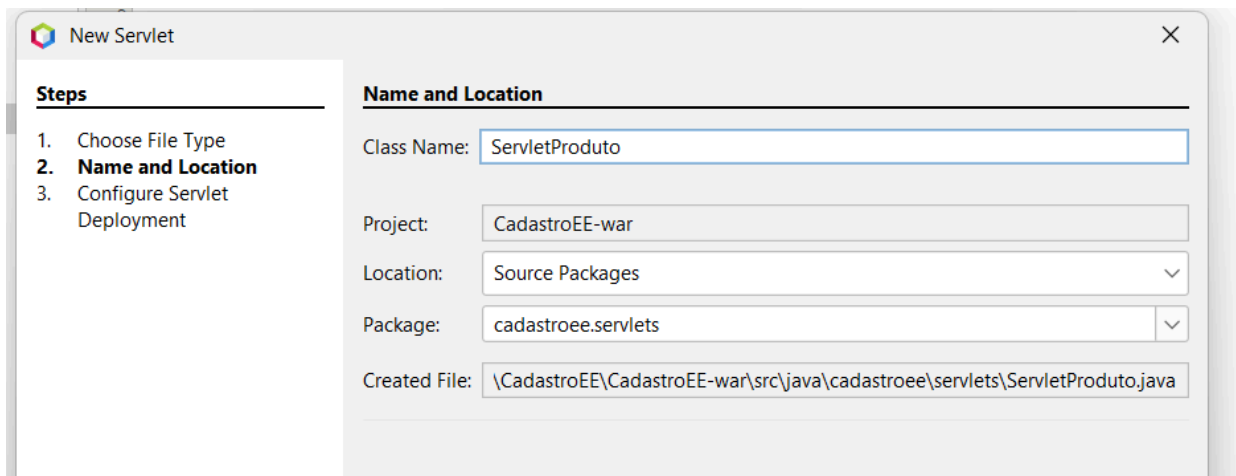 New Servlet
Steps
1. Choose File Type
2. Name and Location
3. Configure Servlet
Deployment
Name and Location
Class Name: ServletProduto
Project: CadastroEE-war
Location: Source Packages
Package: cadastroee.servlets
Created File: \CadastroEE\CadastroEE-war\src\java\cadastroee\servlets\ServletProduto.java